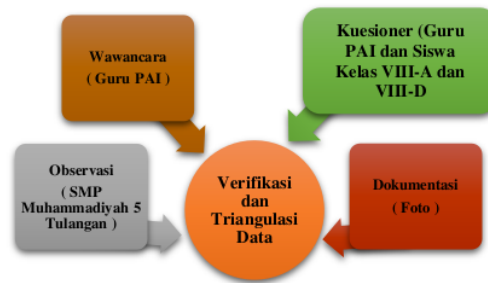 Wawancara
( Guru PAI )
Kuesioner (Guru
PAI dan Siswa
Kelas VIII-A dan
VIII-D
Observasi
( SMP
Muhammadiyah 5
Tulangan )
Verifikasi
dan
Triangulasi
Data
Dokumentasi
( Foto )